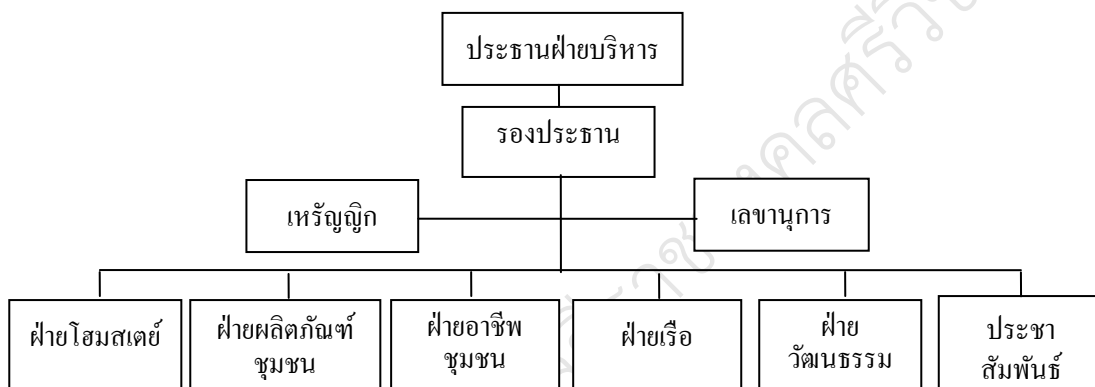 ประธานฝ่ายบริหาร
รองประธาน
เหรัญญิก
เลขานุการ
ฝ่ายโฮมสเตย์
ฝ่ายผลิตภัณฑ์
ชุมชน
ฝ่ายอาชีพ
ชุมชน
ฝ่ายเรือ
ฝ่าย
วัฒนธรรม
ประชา
สัมพันธ์